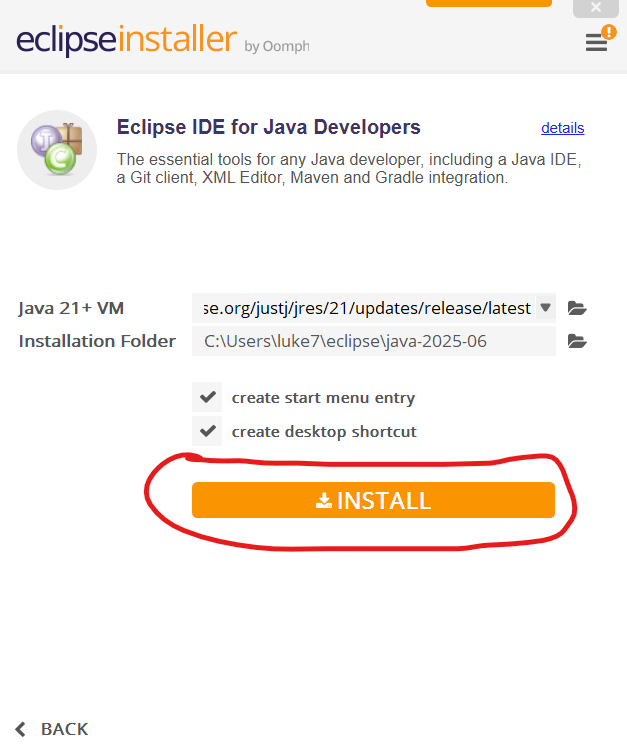 eclipseinstaller by Oomph
Eclipse IDE for Java Developers details
The essential tools for any Java developer, including a Java IDE,
a Git client, XML Editor, Maven and Gradle integration.
Java 21+ VM se.org/justj/jres/21/updates/release/latest
Installation Folder C:\Users\luke7\eclipse\java-2025-06
create start menu entry
create desktop shortcut
INSTALL
BACK